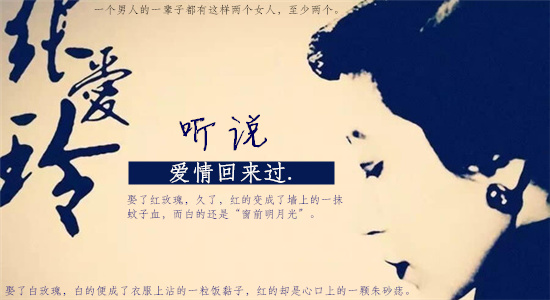 一个男人的一辈子都有这样两个女人，至少两个。
张爱玲
听说
爱情回来过.
娶了红玫瑰，久了，红的变成了墙上的一抹
蚊子血，而白的还是“窗前明月光”。
娶了白玫瑰，白的便成了衣服上沾的一粒饭黏子，红的却是心口上的一颗朱砂痣。